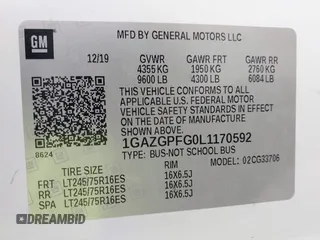 GM
MFD BY GENERAL MOTORS LLC
12/19 GVWR GAWR FRT GAWR RR
4355 KG 1950 KG 2760 KG
9600 LB 4300 LB 6084 LB
THIS VEHICLE CONFORMS TO ALL
APPLICABLE U.S. FEDERAL MOTOR
VEHICLE SAFETY STANDARDS IN
EFFECT ON THE DATE OF
MANUFACTURE SHOWN ABOVE.
1GAZGPFG0L1170592
TYPE: BUS-NOT SCHOOL BUS
8624
02CG33706
TIRE SIZE RIM
FRT LT245/75R16ES 16X6.5J
RR LT245/75R16ES 16X6.5J
SP LT245/75R16ES 16X6.5J
DREAMBID